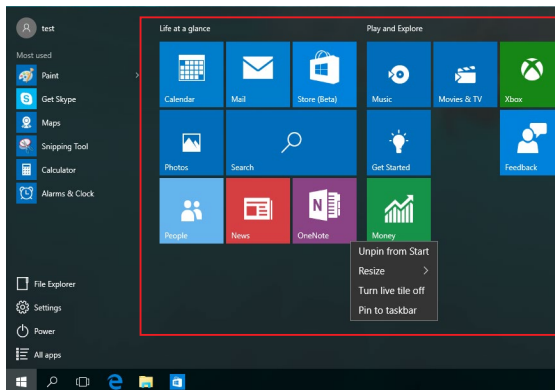 test
Most used
Paint
Get Skype
Maps
Snipping Tool
Calculator
Alarms & Clock
File Explorer
Settings
Power
All apps
Life at a glance
Calendar
Mail
Store (Beta)
Photos
Search
People
News
OneNote
Play and Explore
Music
Movies & TV
Xbox
Get Started
Feedback
Money
Unpin from Start
Resize
Turn live tile off
Pin to taskbar